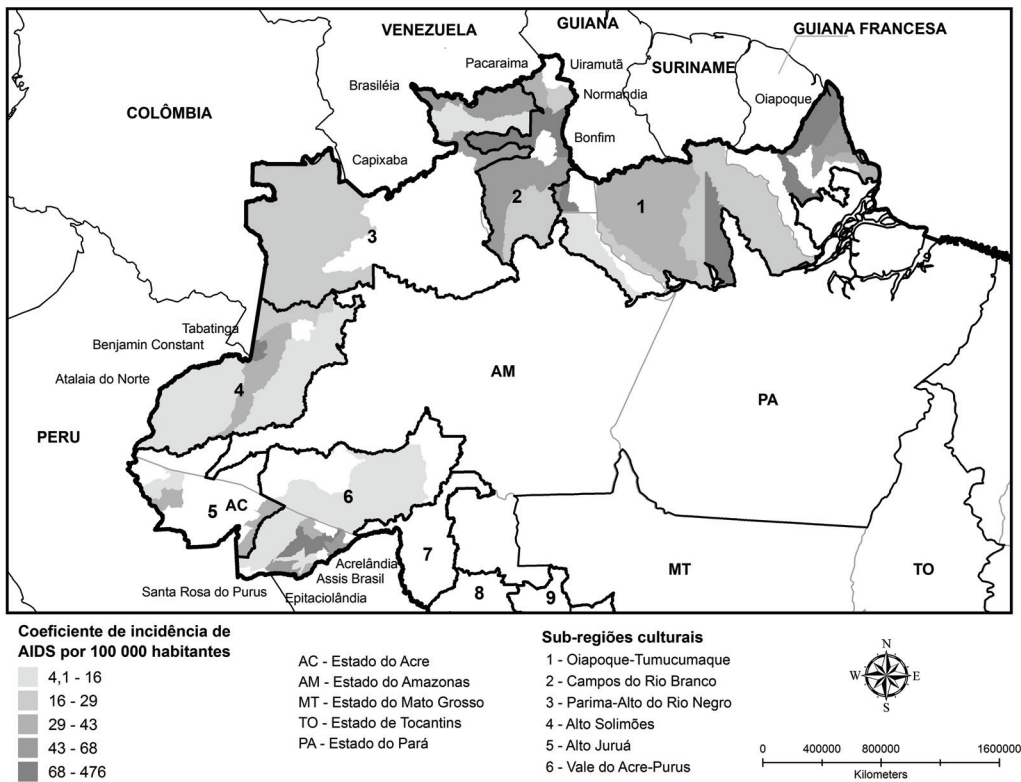 VENEZUELA
GUIANA
GUIANA FRANCESA
Pacaraima
Uiramutã
SURINAME
Brasiléia
Normandia
Oiapoque
COLÔMBIA
Bonfim
Capixaba
2
1
3
Tabatinga
Benjamin Constant
Atalaia do Norte
4
AM
PA
PERU
6
5
AC
7
Acrelândia
Assis Brasil
MT
TO
Santa Rosa do Purus
Epitaciolândia
8
9
Coeficiente de incidência de
AIDS por 100 000 habitantes
4,1 - 16
16 - 29
29 - 43
43 - 68
68 - 476
AC - Estado do Acre
AM - Estado do Amazonas
MT - Estado do Mato Grosso
TO - Estado de Tocantins
PA - Estado do Pará
Sub-regiões culturais
1 - Oiapoque-Tumucumaque
2 - Campos do Rio Branco
3 - Parima-Alto do Rio Negro
4 - Alto Solimões
5 - Alto Juruá
6 - Vale do Acre-Purus
N
W
E
S
0 400000 800000 1600000
Kilometers